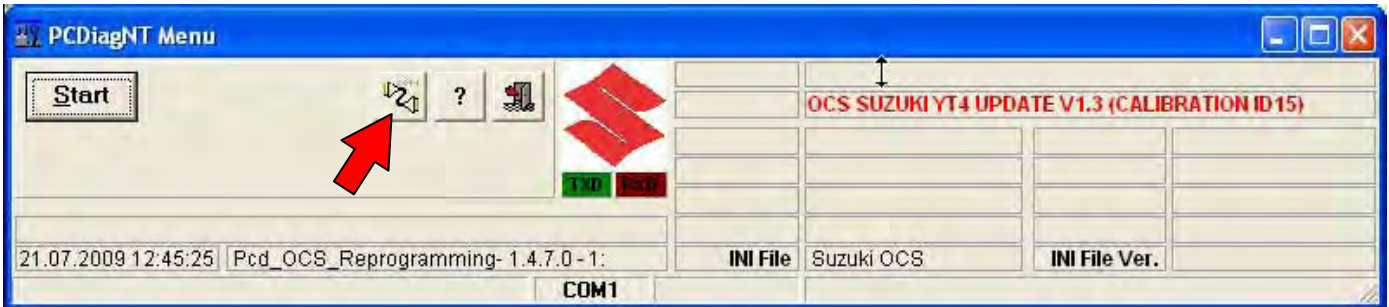 PCDiagNT Menu
Start
?
OCS SUZUKI YT4 UPDATE V1.3 (CALIBRATION ID15)
TXD RXD
21.07.2009 12:45:25 Pcd_OCS_Reprogramming- 1.4.7.0 - 1: INI File Suzuki OCS INI File Ver.
COM1